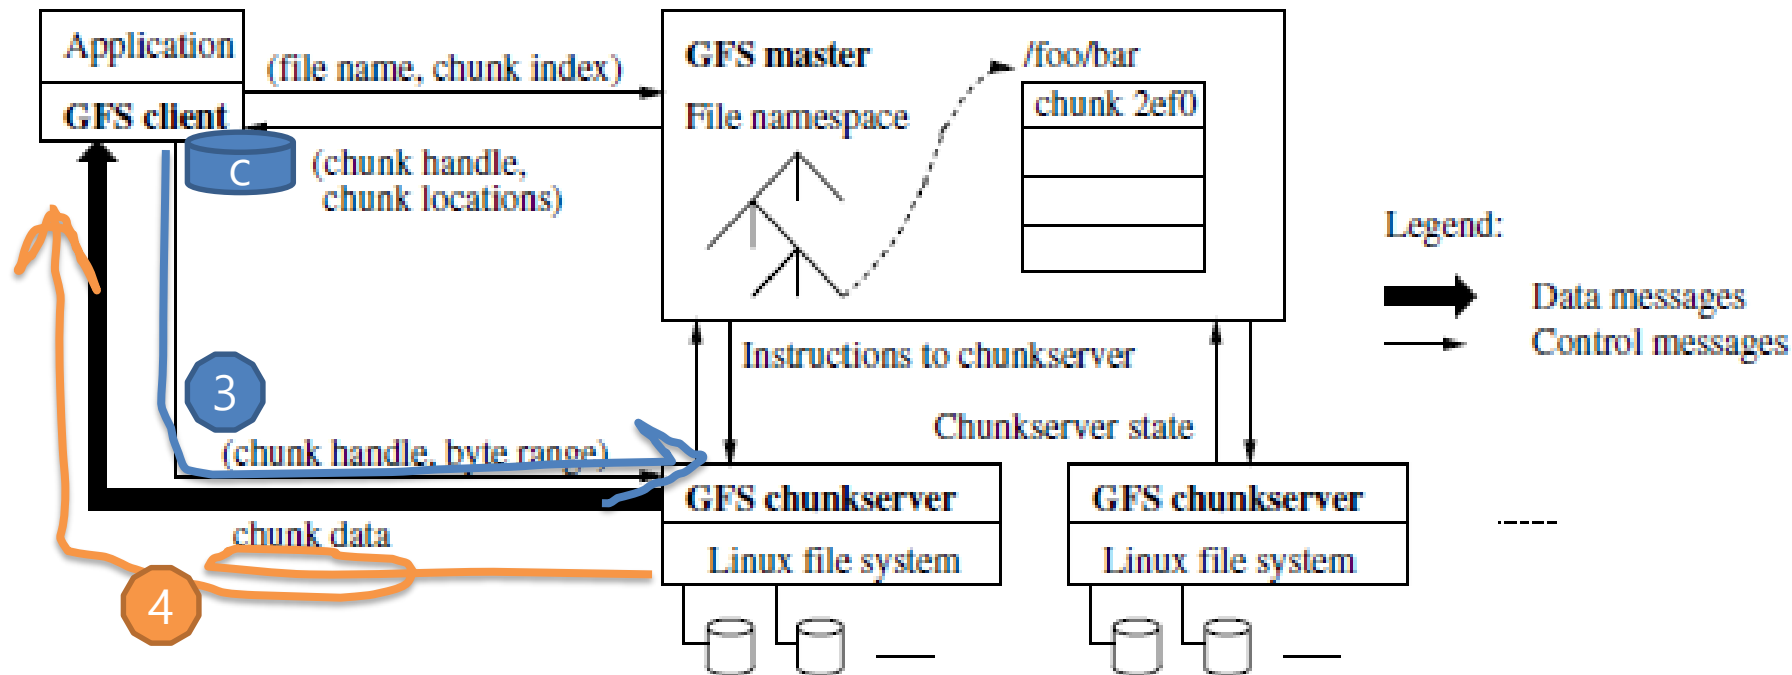 Application
GFS client
C
(file name, chunk index)
(chunk handle,
chunk locations)
GFS master
File namespace
/foo/bar
chunk 2ef0
Legend:
Data messages
Control messages
Instructions to chunkserver
Chunkserver state
3
(chunk handle, byte range)
chunk data
4
GFS chunkserver
Linux file system
GFS chunkserver
Linux file system